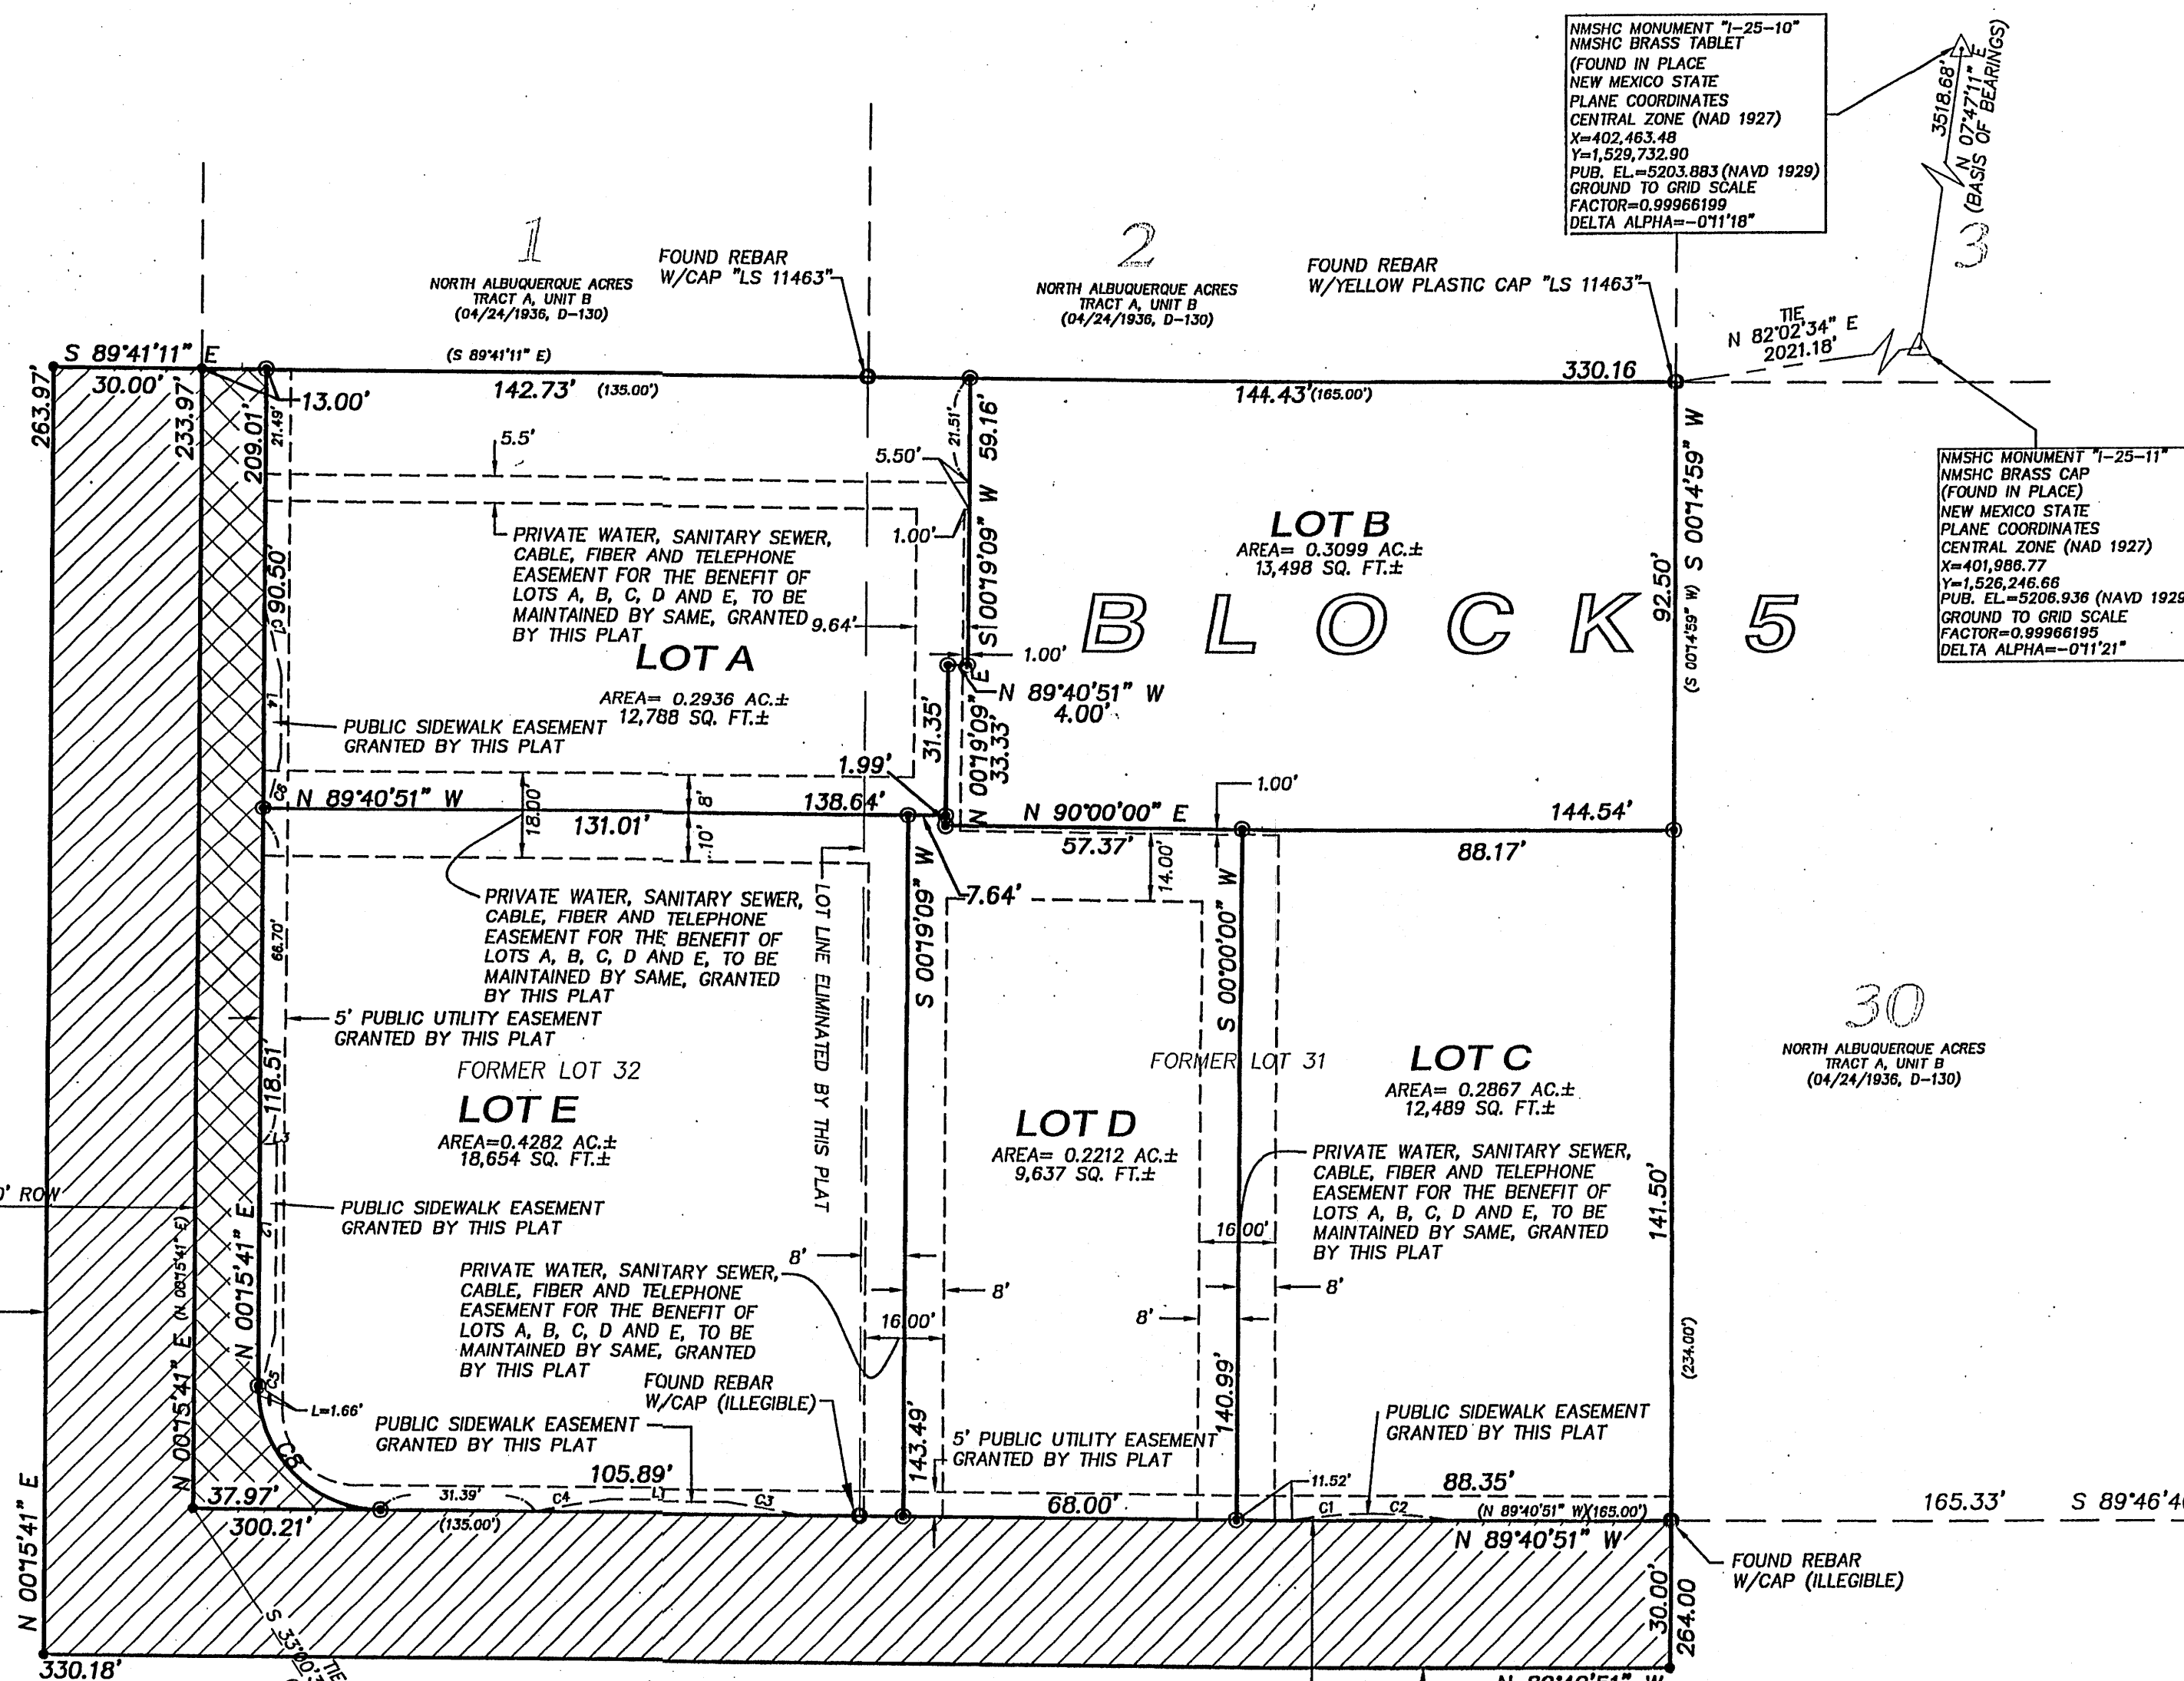 NMSHC MONUMENT "I-25-10"
NMSHC BRASS TABLET
(FOUND IN PLACE
NEW MEXICO STATE
PLANE COORDINATES
CENTRAL ZONE (NAD 1927)
X=402,463.48
Y=1,529,732.90
PUB. EL.=5203.883 (NAVD 1929)
GROUND TO GRID SCALE
FACTOR=0.99966199
DELTA ALPHA=-0°11'18"
3518.68'
N 07°47'11" E
(BASIS OF BEARINGS)
1
NORTH ALBUQUERQUE ACRES
TRACT A, UNIT B
(04/24/1936, D-130)
FOUND REBAR
W/CAP "LS 11463"
2
NORTH ALBUQUERQUE ACRES
TRACT A, UNIT B
(04/24/1936, D-130)
FOUND REBAR
W/YELLOW PLASTIC CAP "LS 11463"
3
TIE
N 82°02'34" E
2021.18'
S 89°41'11" E
30.00'
(S 89°41'11" E)
142.73' (135.00')
13.00'
144.43' (165.00')
330.16
263.97'
233.97'
209.01'
21.49'
5.5'
5.50'
21.51'
59.16'
S 00°19'09" W
1.00'
NMSHC MONUMENT "I-25-11"
NMSHC BRASS CAP
(FOUND IN PLACE)
NEW MEXICO STATE
PLANE COORDINATES
CENTRAL ZONE (NAD 1927)
X=401,986.77
Y=1,526,246.66
PUB. EL.=5206.936 (NAVD 1929
GROUND TO GRID SCALE
FACTOR=0.99966195
DELTA ALPHA=-0°11'21"
PRIVATE WATER, SANITARY SEWER,
CABLE, FIBER AND TELEPHONE
EASEMENT FOR THE BENEFIT OF
LOTS A, B, C, D AND E, TO BE
MAINTAINED BY SAME, GRANTED
BY THIS PLAT
9.64'
LOT A
AREA= 0.2936 AC.±
12,788 SQ. FT.±
LOT B
AREA= 0.3099 AC.±
13,498 SQ. FT.±
BLOCK 5
S 00°14'59" W
92.50'
(S 00°14'59" W)
90.50'
C7
L4
C6
PUBLIC SIDEWALK EASEMENT
GRANTED BY THIS PLAT
1.00'
N 89°40'51" W
4.00'
31.35'
N 00°19'09" E
33.33'
1.99'
N 89°40'51" W
138.64'
131.01'
18.00'
8'
10'
7.64'
N 90°00'00" E
57.37'
1.00'
14.00'
144.54'
88.17'
PRIVATE WATER, SANITARY SEWER,
CABLE, FIBER AND TELEPHONE
EASEMENT FOR THE BENEFIT OF
LOTS A, B, C, D AND E, TO BE
MAINTAINED BY SAME, GRANTED
BY THIS PLAT
LOT LINE ELIMINATED BY THIS PLAT
S 00°19'09" W
S 00°00'00" W
66.70'
5' PUBLIC UTILITY EASEMENT
GRANTED BY THIS PLAT
118.51'
L3
FORMER LOT 32
LOT E
AREA=0.4282 AC.±
18,654 SQ. FT.±
FORMER LOT 31
LOT D
AREA= 0.2212 AC.±
9,637 SQ. FT.±
LOT C
AREA= 0.2867 AC.±
12,489 SQ. FT.±
30
NORTH ALBUQUERQUE ACRES
TRACT A, UNIT B
(04/24/1936, D-130)
PRIVATE WATER, SANITARY SEWER,
CABLE, FIBER AND TELEPHONE
EASEMENT FOR THE BENEFIT OF
LOTS A, B, C, D AND E, TO BE
MAINTAINED BY SAME, GRANTED
BY THIS PLAT
141.50'
16.00'
8'
8'
0' ROW
PUBLIC SIDEWALK EASEMENT
GRANTED BY THIS PLAT
L2
N 00°15'41" E
(N 00°15'41" E)
N 00°15'41" E
PRIVATE WATER, SANITARY SEWER,
CABLE, FIBER AND TELEPHONE
EASEMENT FOR THE BENEFIT OF
LOTS A, B, C, D AND E, TO BE
MAINTAINED BY SAME, GRANTED
BY THIS PLAT
8'
8'
16.00'
(234.00')
C5
L=1.66'
C8
FOUND REBAR
W/CAP (ILLEGIBLE)
PUBLIC SIDEWALK EASEMENT
GRANTED BY THIS PLAT
143.49'
5' PUBLIC UTILITY EASEMENT
GRANTED BY THIS PLAT
140.99'
PUBLIC SIDEWALK EASEMENT
GRANTED BY THIS PLAT
37.97'
300.21'
31.39'
(135.00')
105.89'
C4
L1
C3
68.00'
11.52'
C1
C2
88.35'
(N 89°40'51" W)(165.00')
N 89°40'51" W
165.33'
S 89°46'4
FOUND REBAR
W/CAP (ILLEGIBLE)
30.00'
264.00
N 00°15'41" E
330.18'
TIE
N 89°40'51" W